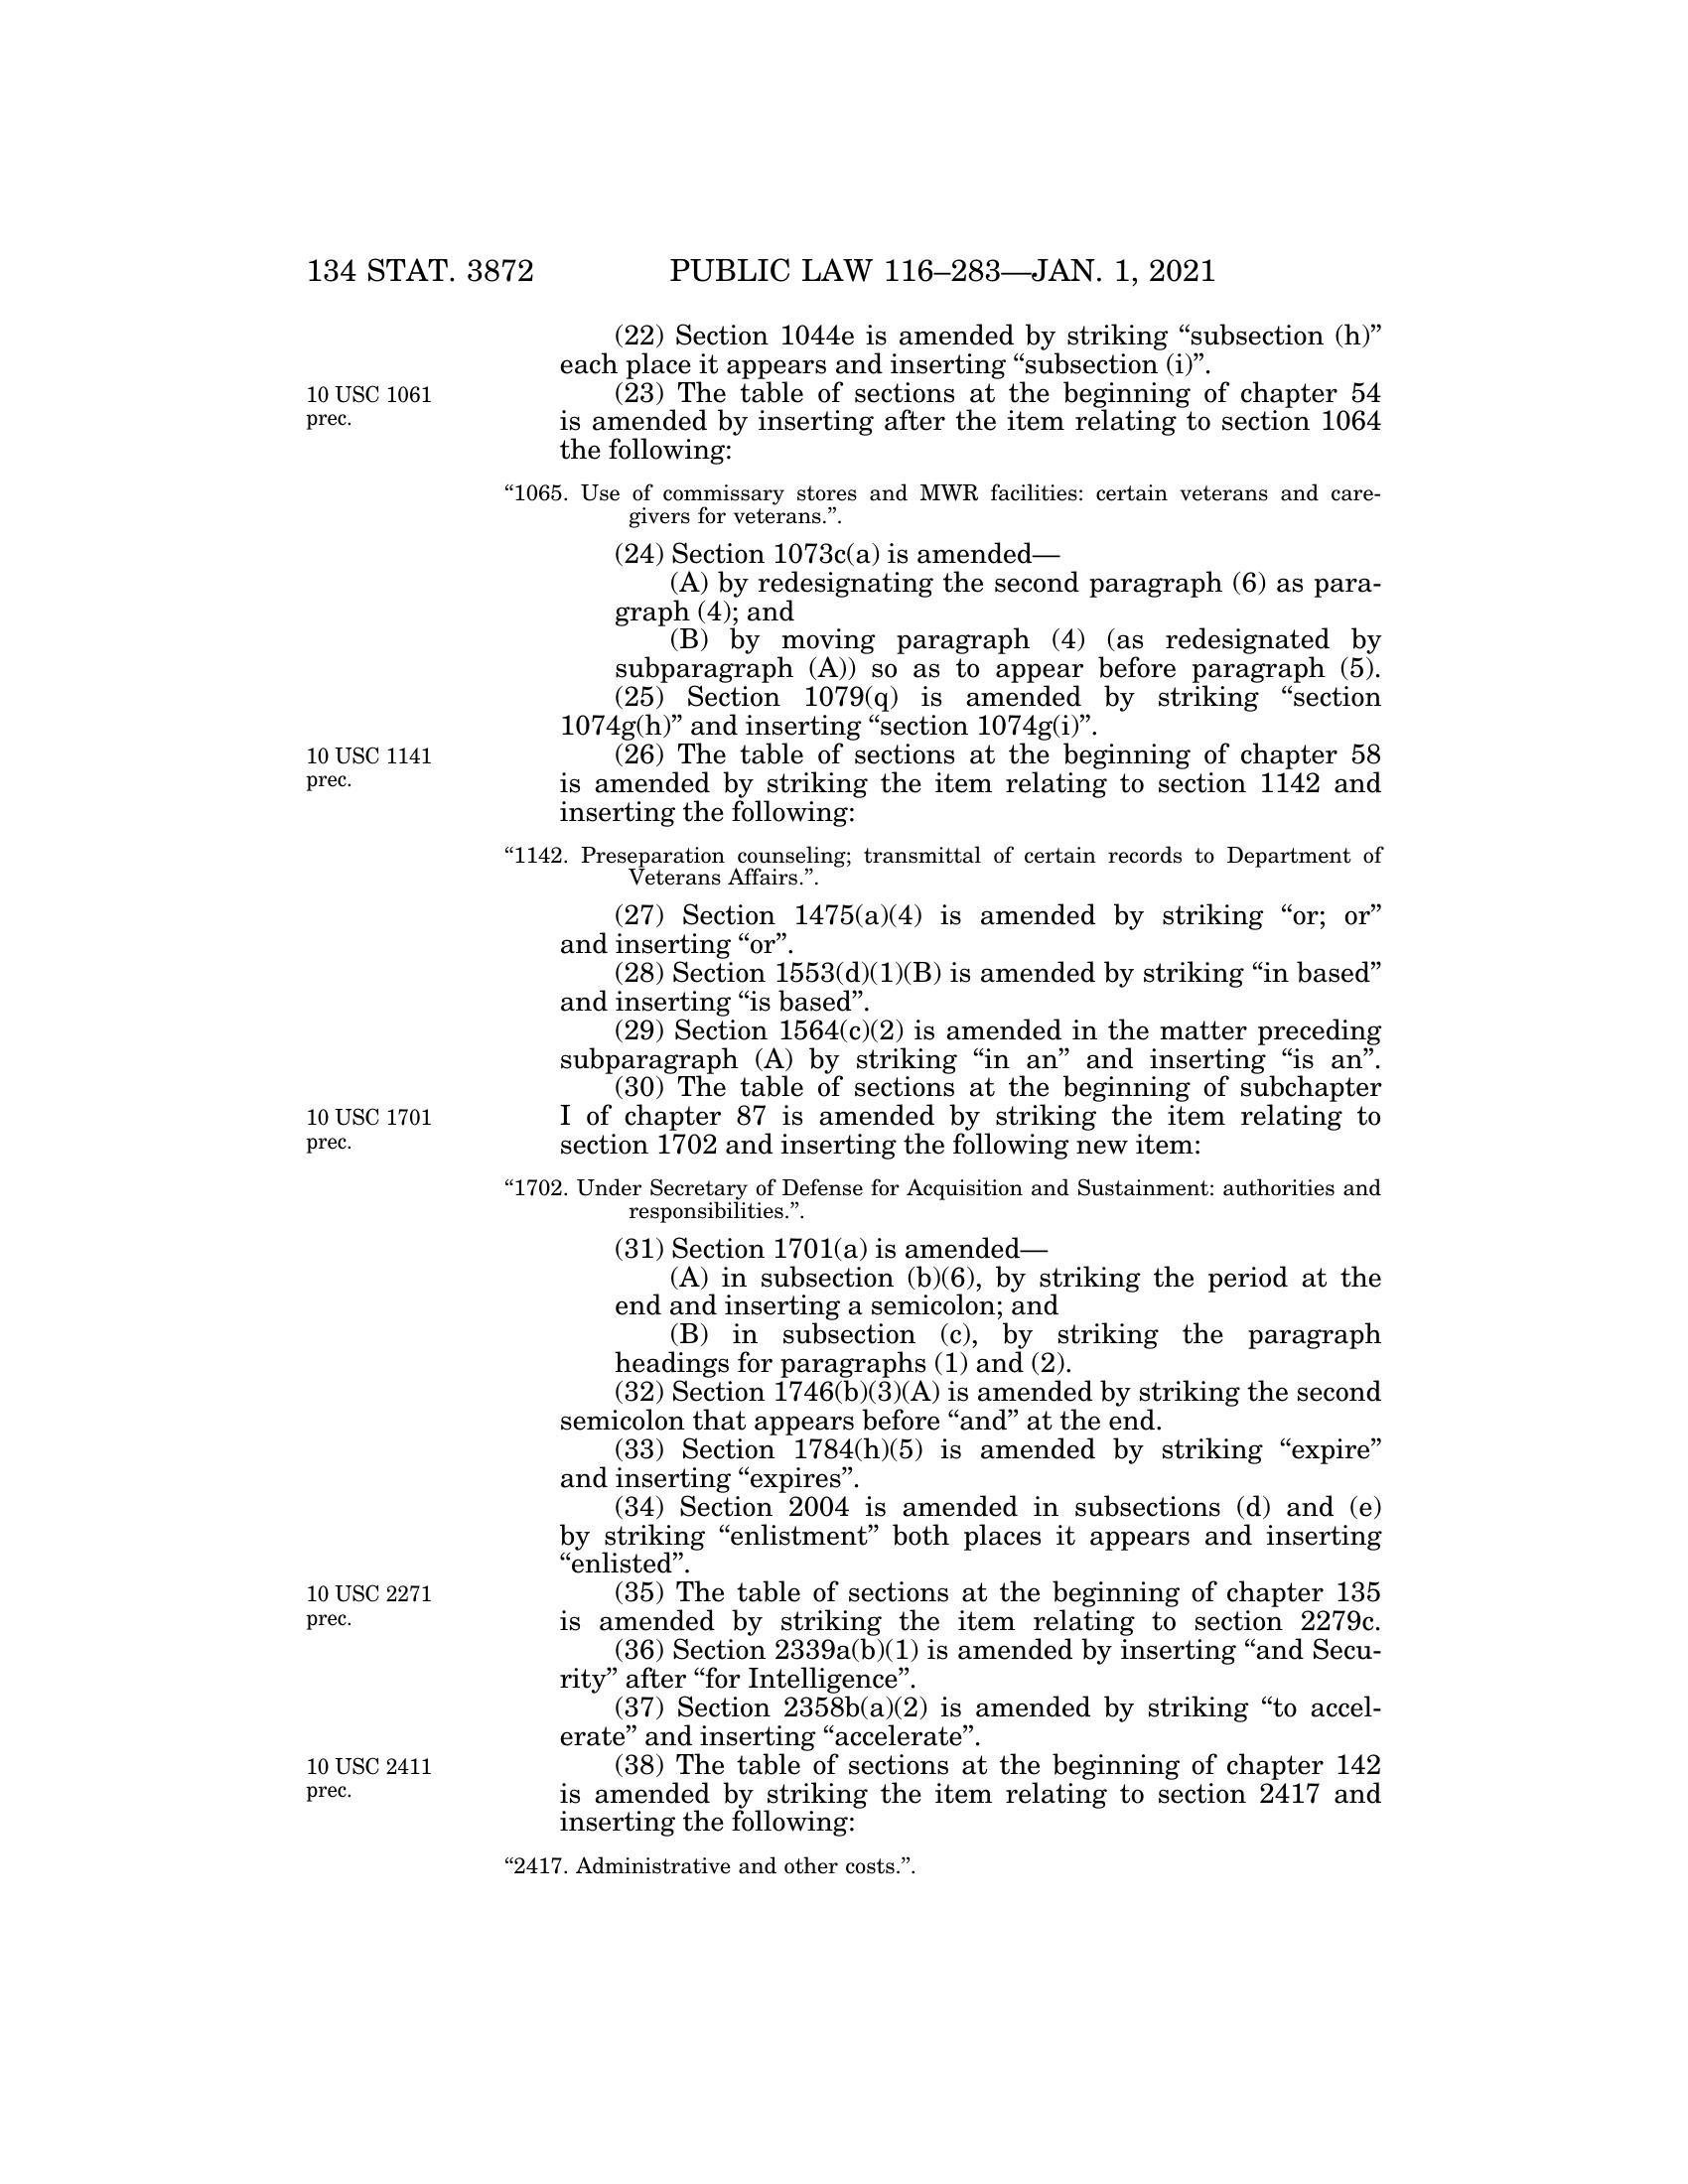 134 STAT. 3872 PUBLIC LAW 116–283—JAN. 1, 2021
(22) Section 1044e is amended by striking “subsection (h)”
each place it appears and inserting “subsection (i)”.
10 USC 1061
prec.
(23) The table of sections at the beginning of chapter 54
is amended by inserting after the item relating to section 1064
the following:
“1065. Use of commissary stores and MWR facilities: certain veterans and care-
givers for veterans.”.
(24) Section 1073c(a) is amended—
(A) by redesignating the second paragraph (6) as para-
graph (4); and
(B) by moving paragraph (4) (as redesignated by
subparagraph (A)) so as to appear before paragraph (5).
(25) Section 1079(q) is amended by striking “section
1074g(h)” and inserting “section 1074g(i)”.
10 USC 1141
prec.
(26) The table of sections at the beginning of chapter 58
is amended by striking the item relating to section 1142 and
inserting the following:
“1142. Preseparation counseling; transmittal of certain records to Department of
Veterans Affairs.”.
(27) Section 1475(a)(4) is amended by striking “or; or”
and inserting “or”.
(28) Section 1553(d)(1)(B) is amended by striking “in based”
and inserting “is based”.
(29) Section 1564(c)(2) is amended in the matter preceding
subparagraph (A) by striking “in an” and inserting “is an”.
(30) The table of sections at the beginning of subchapter
10 USC 1701
prec.
I of chapter 87 is amended by striking the item relating to
section 1702 and inserting the following new item:
“1702. Under Secretary of Defense for Acquisition and Sustainment: authorities and
responsibilities.”.
(31) Section 1701(a) is amended—
(A) in subsection (b)(6), by striking the period at the
end and inserting a semicolon; and
(B) in subsection (c), by striking the paragraph
headings for paragraphs (1) and (2).
(32) Section 1746(b)(3)(A) is amended by striking the second
semicolon that appears before “and” at the end.
(33) Section 1784(h)(5) is amended by striking “expire”
and inserting “expires”.
(34) Section 2004 is amended in subsections (d) and (e)
by striking “enlistment” both places it appears and inserting
“enlisted”.
10 USC 2271
prec.
(35) The table of sections at the beginning of chapter 135
is amended by striking the item relating to section 2279c.
(36) Section 2339a(b)(1) is amended by inserting “and Secu-
rity” after “for Intelligence”.
(37) Section 2358b(a)(2) is amended by striking “to accel-
erate” and inserting “accelerate”.
10 USC 2411
prec.
(38) The table of sections at the beginning of chapter 142
is amended by striking the item relating to section 2417 and
inserting the following:
“2417. Administrative and other costs.”.